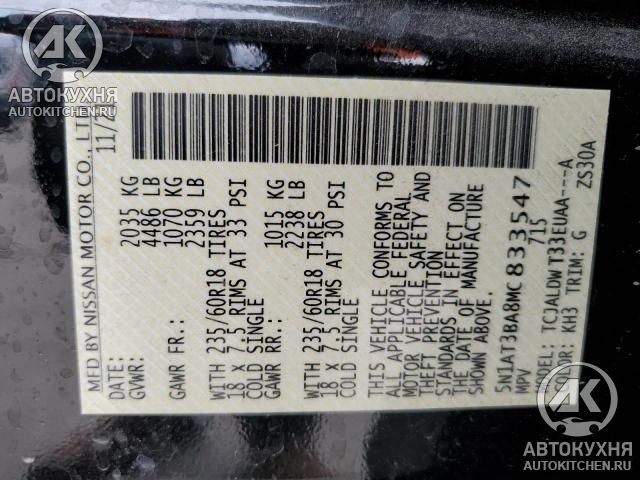 АК
АВТОКУХНЯ
AUTOKITCHEN.RU
MFD BY NISSAN MOTOR CO., LTD
DATE: 11/
GVWR: 2035 KG
4486 LB
GAWR FR.: 1070 KG
2359 LB
WITH 235/60R18 TIRES
18 X 7.5 RIMS AT 33 PSI
COLD SINGLE
GAWR RR.: 1015 KG
2238 LB
WITH 235/60R18 TIRES
18 X 7.5 RIMS AT 30 PSI
COLD SINGLE
THIS VEHICLE CONFORMS TO
ALL APPLICABLE FEDERAL
MOTOR VEHICLE SAFETY AND
THEFT PREVENTION
STANDARDS IN EFFECT ON
THE DATE OF MANUFACTURE
SHOWN ABOVE.
5N1AT3BA8MC833547
MPV 715
MODEL: TCJALDWT33EUAA---A
COLOR: KH3 TRIM: G ZS30A
АК
АВТОКУХНЯ
AUTOKITCHEN.RU